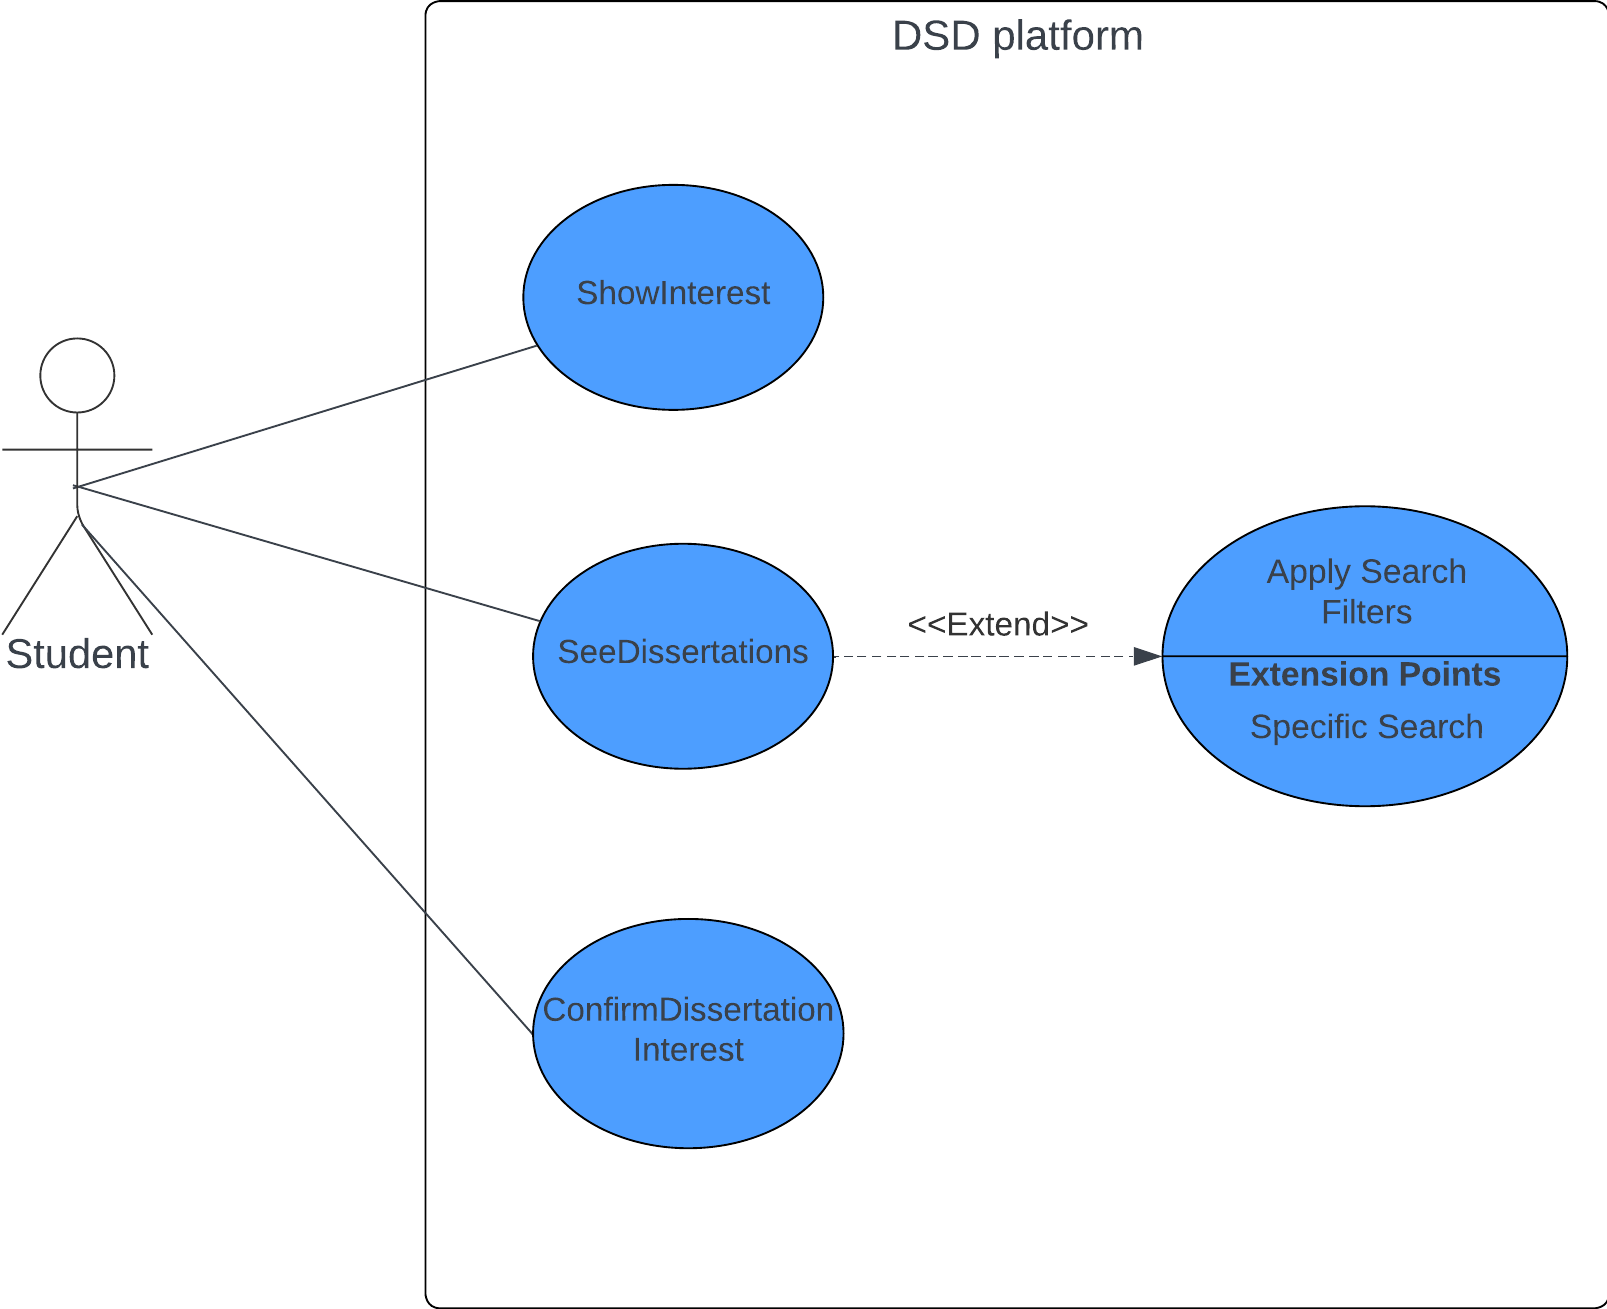 DSD platform
ShowInterest
Student
SeeDissertations
<<Extend>>
Apply Search
Filters
Extension Points
Specific Search
ConfirmDissertation
Interest